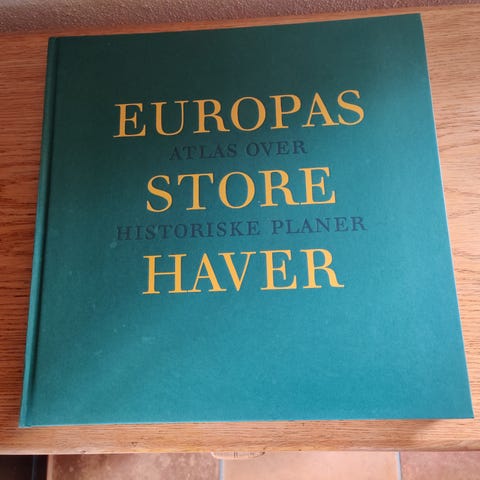 EUROPAS
ATLAS OVER
STORE
HISTORISKE PLANER
HAVER